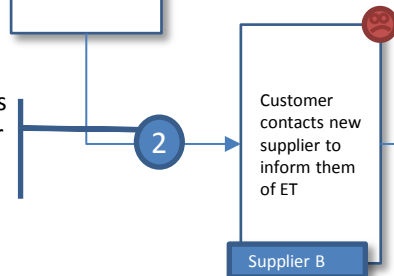 s
r
2
Customer
contacts new
supplier to
inform them
of ET
Supplier B